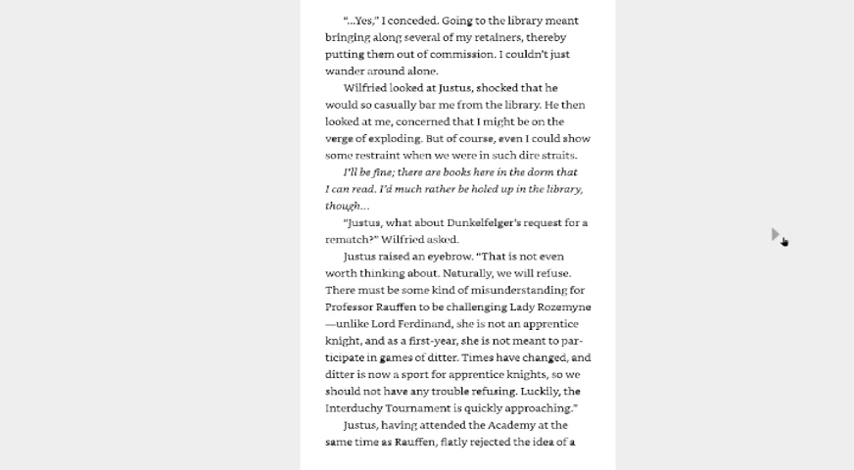 “...Yes,” I conceded. Going to the library meant
bringing along several of my retainers, thereby
putting them out of commission. I couldn’t just
wander around alone.
Wilfried looked at Justus, shocked that he
would so casually bar me from the library. He then
looked at me, concerned that I might be on the
verge of exploding. But of course, even I could show
some restraint when we were in such dire straits.
I’ll be fine; there are books here in the dorm that
I can read. I’d much rather be holed up in the library,
though...
“Justus, what about Dunkelfelger’s request for a
rematch?” Wilfried asked.
Justus raised an eyebrow. “That is not even
worth thinking about. Naturally, we will refuse.
There must be some kind of misunderstanding for
Professor Rauffen to be challenging Lady Rozemyne
—unlike Lord Ferdinand, she is not an apprentice
knight, and as a first-year, she is not meant to par-
ticipate in games of ditter. Times have changed, and
ditter is now a sport for apprentice knights, so we
should not have any trouble refusing. Luckily, the
Interduchy Tournament is quickly approaching.”
Justus, having attended the Academy at the
same time as Rauffen, flatly rejected the idea of a